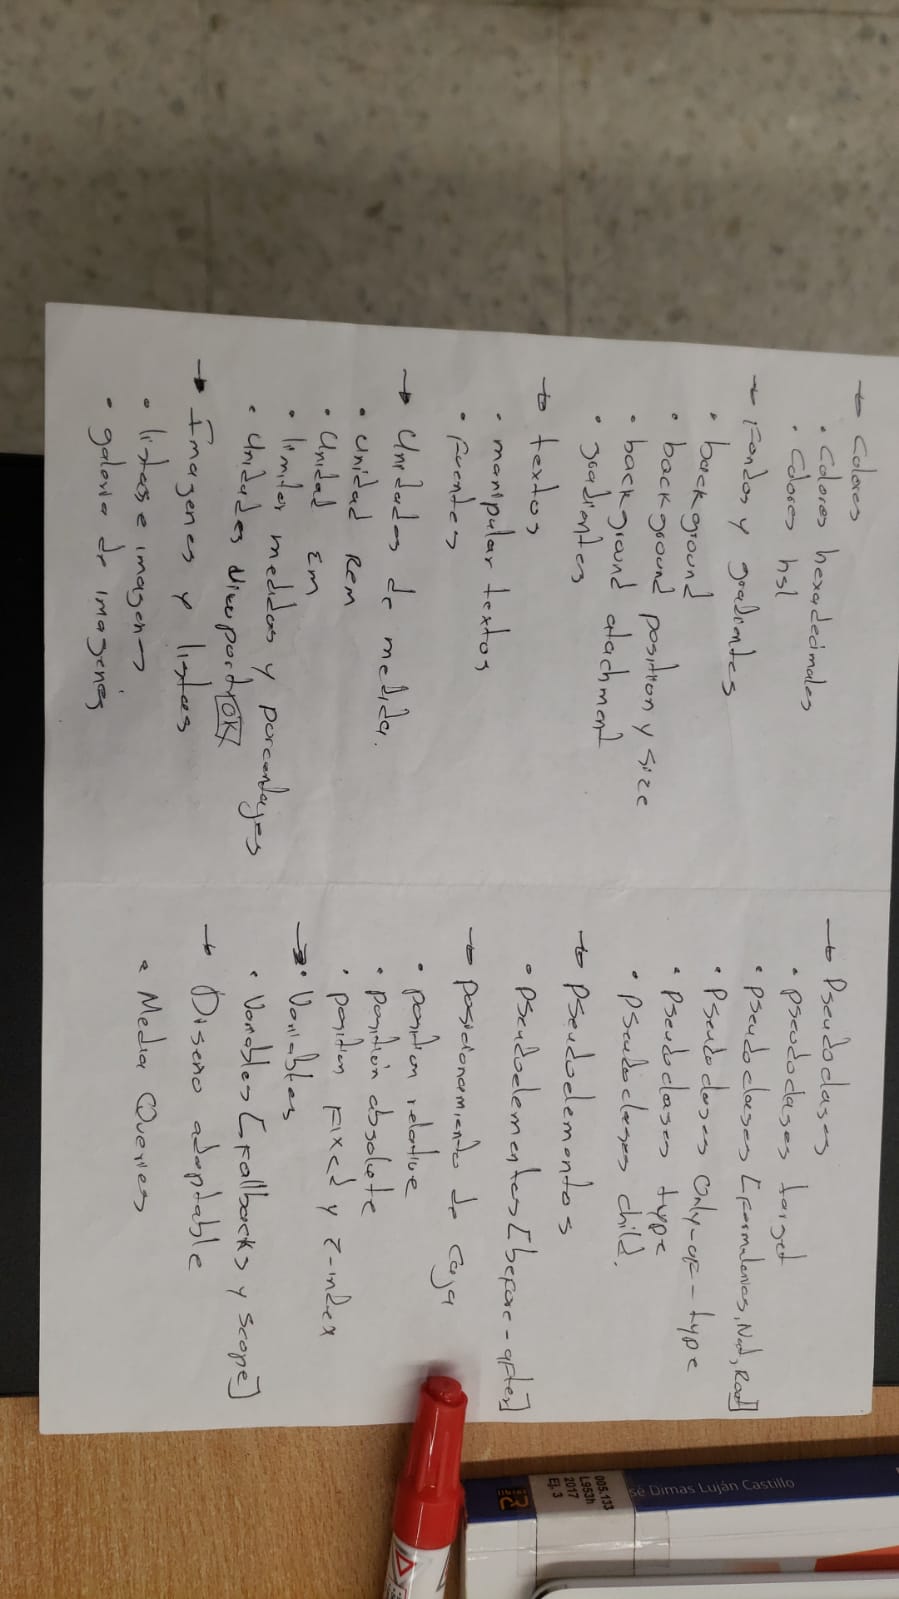 → Colores
• Colores hexadecimales
• Colores hsl
→ Fondos y gradientes
• background
• background position y size
• background atachment
• gradientes
→ textos
• manipular textos
• Fuentes
→ Unidades de medida.
• unidad Rem
• Unidad Em
• limitar medidas y porcentajes
• Unidades viewport OK
→ Imagenes y listas
• listas e imagenes
• galeria de imagenes
→ Pseudoclases
• pseudoclases target
• pseudoclases [Formularios, Not, Root]
• Pseudoclases only-of-type
• Pseudoclases type
• Pseudoclases child.
→ Pseudoelementos
• Pseudoelementos [before-after]
→ Posicionamiento de Caja
• position relative
• position absolute
• position Fixed y z-index
→ Variables
• Variables [Fallbacks y scope]
→ Diseno adaptable
• Media Queries
sé Dimas Luján Castillo
005.133
L953h
2017
Ej. 3